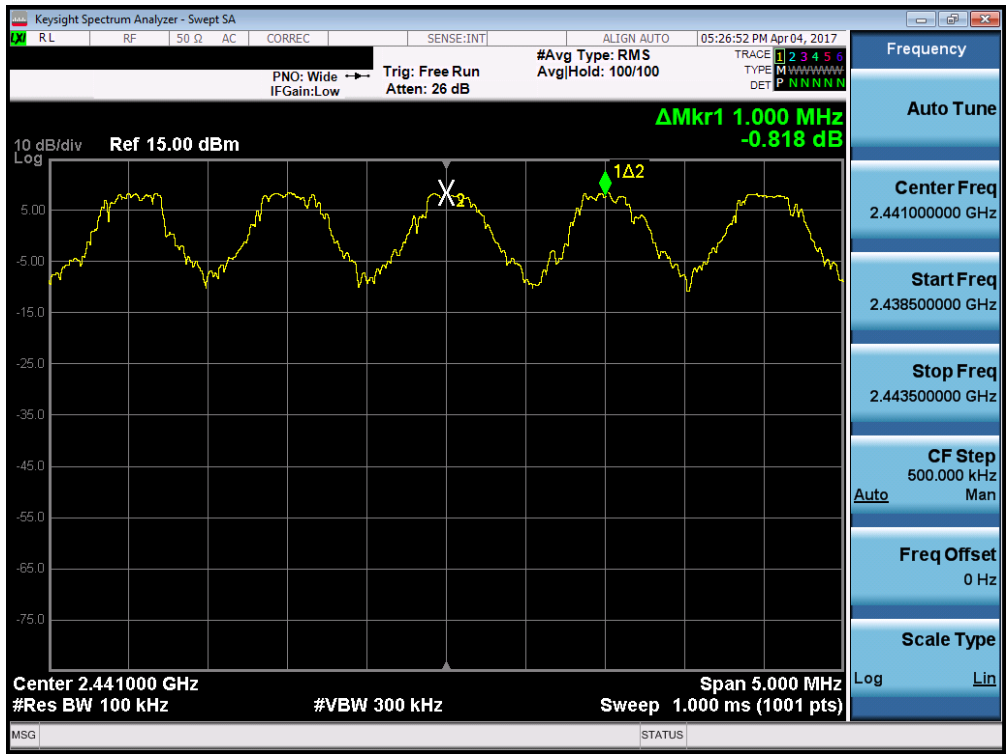 Keysight Spectrum Analyzer - Swept SA
LXI RL RF 50 Ω AC CORREC SENSE:INT ALIGN AUTO 05:26:52 PM Apr 04, 2017
PNO: Wide
IFGain:Low
Trig: Free Run
Atten: 26 dB
#Avg Type: RMS
Avg|Hold: 100/100
TRACE 1 2 3 4 5 6
TYPE M WWWWW
DET P N N N N N
ΔMkr1 1.000 MHz
-0.818 dB
10 dB/div Ref 15.00 dBm
Log
1Δ2
X2
5.00
-5.00
-15.0
-25.0
-35.0
-45.0
-55.0
-65.0
-75.0
Center 2.441000 GHz Span 5.000 MHz
#Res BW 100 kHz #VBW 300 kHz Sweep 1.000 ms (1001 pts)
MSG STATUS
Frequency
Auto Tune
Center Freq
2.441000000 GHz
Start Freq
2.438500000 GHz
Stop Freq
2.443500000 GHz
CF Step
500.000 kHz
Auto Man
Freq Offset
0 Hz
Scale Type
Log Lin